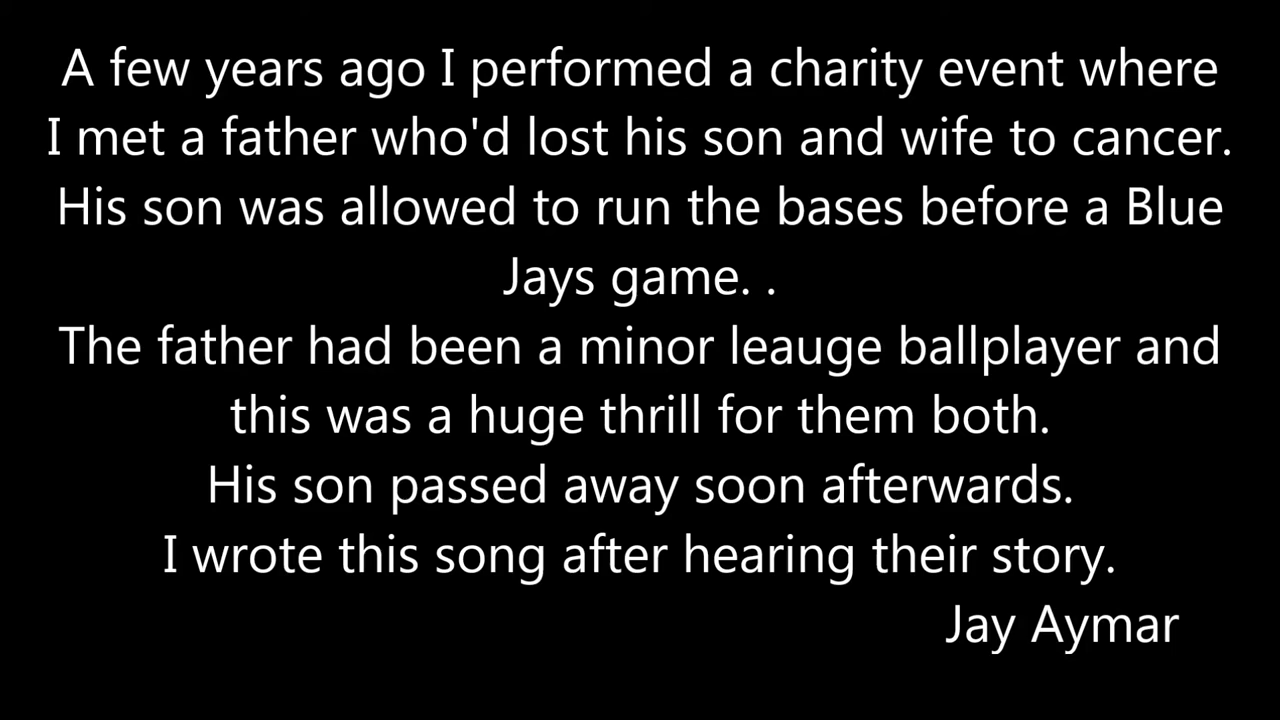 A few years ago I performed a charity event where
I met a father who'd lost his son and wife to cancer.
His son was allowed to run the bases before a Blue
Jays game. .
The father had been a minor leauge ballplayer and
this was a huge thrill for them both.
His son passed away soon afterwards.
I wrote this song after hearing their story.
Jay Aymar